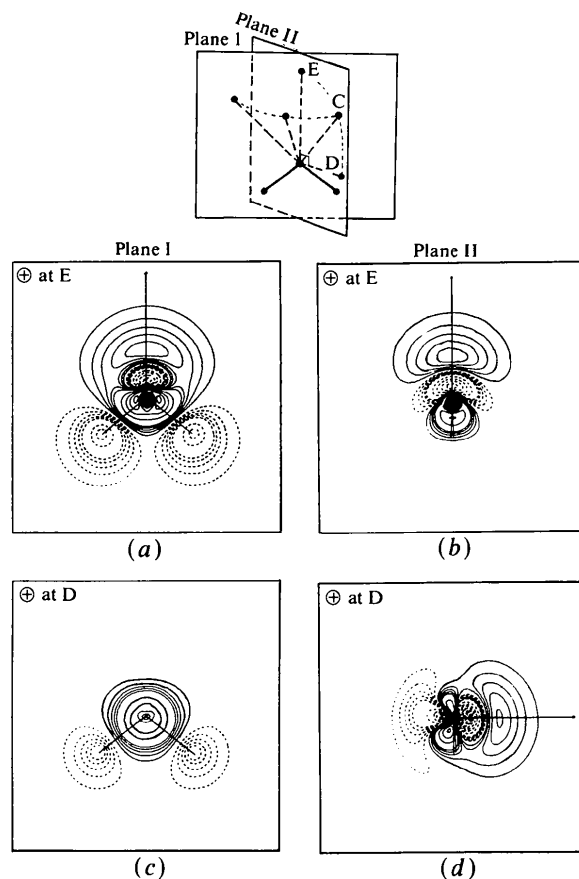 Plane II
Plane I
E
C
D
Plane I
Plane II
⊕ at E
⊕ at E
(a)
(b)
⊕ at D
⊕ at D
(c)
(d)